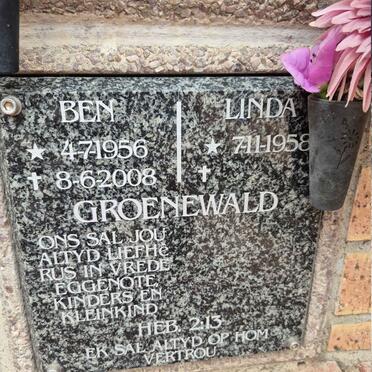 BEN LINDA
★ 4-7-1956 ★ 7-11-1958
✝ 8-6-2008 ✝
GROENEWALD
ONS SAL JOU
ALTYD LIEFHÊ
RUS IN VREDE
EGGENOTE,
KINDERS EN
KLEINKIND
HEB. 2:13
EK SAL ALTYD OP HOM
VERTROU